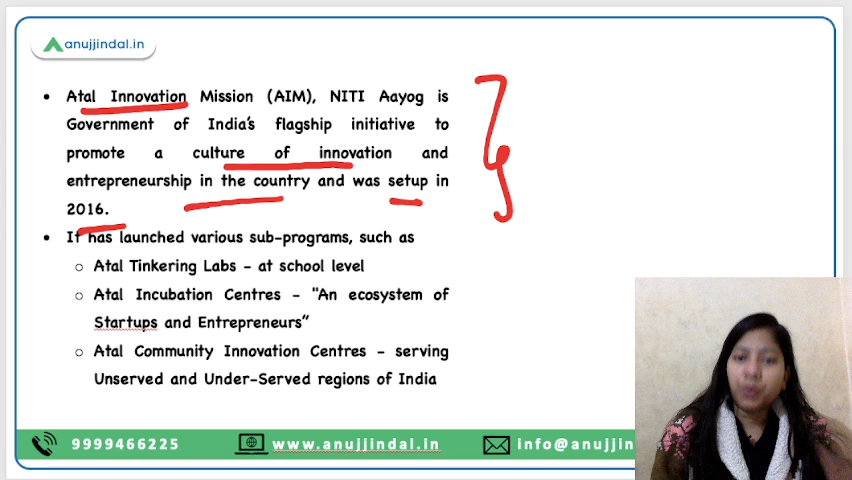 anujjindal.in
• Atal Innovation Mission (AIM), NITI Aayog is
Government of India's flagship initiative to
promote a culture of innovation and
entrepreneurship in the country and was setup in
2016.
• It has launched various sub-programs, such as
○ Atal Tinkering Labs - at school level
○ Atal Incubation Centres - "An ecosystem of
Startups and Entrepreneurs”
○ Atal Community Innovation Centres - serving
Unserved and Under-Served regions of India
9999466225 www.anujjindal.in info@anujjin